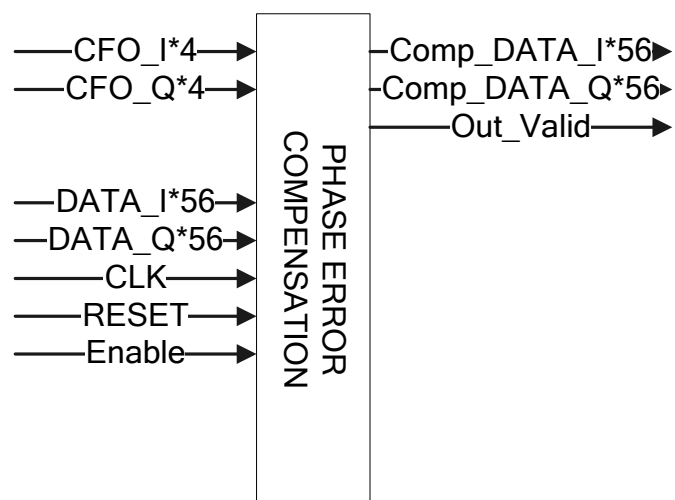 CFO_I*4
CFO_Q*4
DATA_I*56
DATA_Q*56
CLK
RESET
Enable
PHASE ERROR
COMPENSATION
Comp_DATA_I*56
Comp_DATA_Q*56
Out_Valid